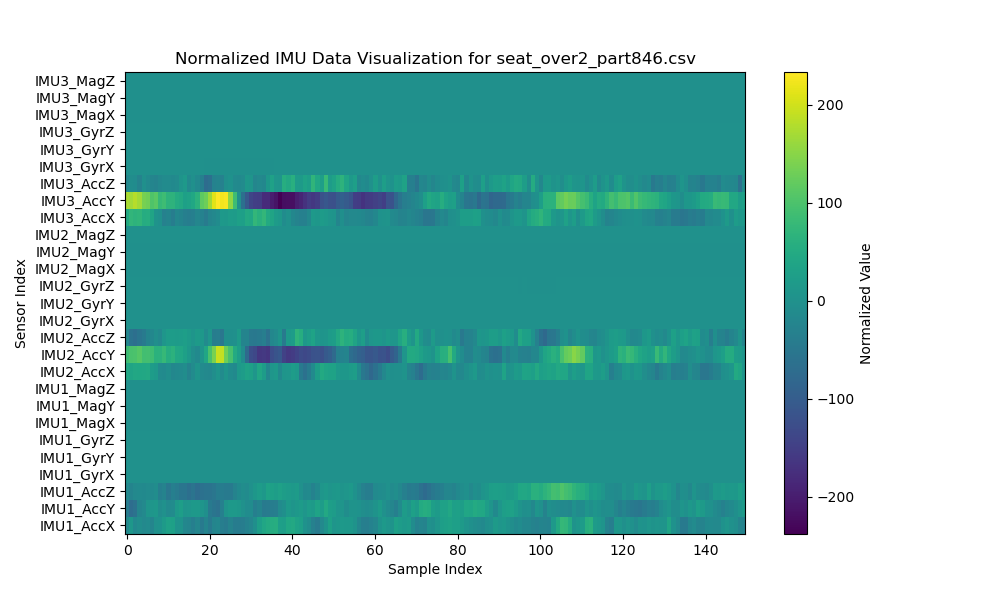 Normalized IMU Data Visualization for seat_over2_part846.csv
IMU3_MagZ
IMU3_MagY
IMU3_MagX
IMU3_GyrZ
IMU3_GyrY
IMU3_GyrX
IMU3_AccZ
IMU3_AccY
IMU3_AccX
IMU2_MagZ
IMU2_MagY
IMU2_MagX
IMU2_GyrZ
IMU2_GyrY
IMU2_GyrX
IMU2_AccZ
IMU2_AccY
IMU2_AccX
IMU1_MagZ
IMU1_MagY
IMU1_MagX
IMU1_GyrZ
IMU1_GyrY
IMU1_GyrX
IMU1_AccZ
IMU1_AccY
IMU1_AccX
Sensor Index
0 20 40 60 80 100 120 140
Sample Index
200
100
0
−100
−200
Normalized Value